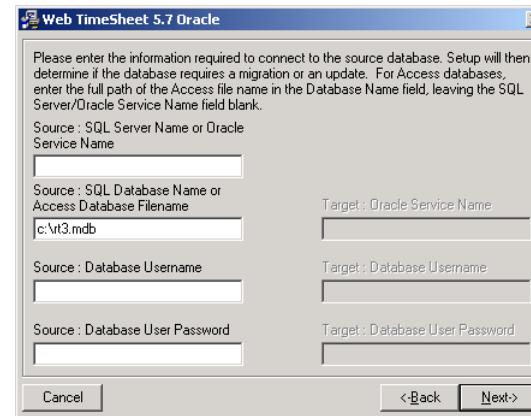 Web TimeSheet 5.7 Oracle
Please enter the information required to connect to the source database. Setup will then
determine if the database requires a migration or an update. For Access databases,
enter the full path of the Access file name in the Database Name field, leaving the SQL
Server/Oracle Service Name field blank.
Source : SQL Server Name or Oracle
Service Name
Source : SQL Database Name or
Access Database Filename
Target : Oracle Service Name
c:\rt3.mdb
Source : Database Username
Target : Database Username
Source : Database User Password
Target : Database User Password
Cancel
<-Back
Next->